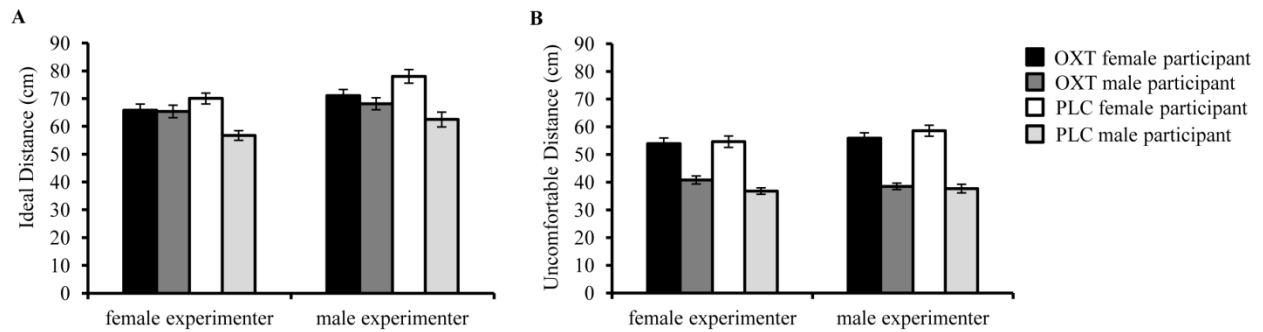 A
Ideal Distance (cm)
90
80
70
60
50
40
30
20
10
0
female experimenter
male experimenter
B
Uncomfortable Distance (cm)
90
80
70
60
50
40
30
20
10
0
female experimenter
male experimenter
OXT female participant
OXT male participant
PLC female participant
PLC male participant